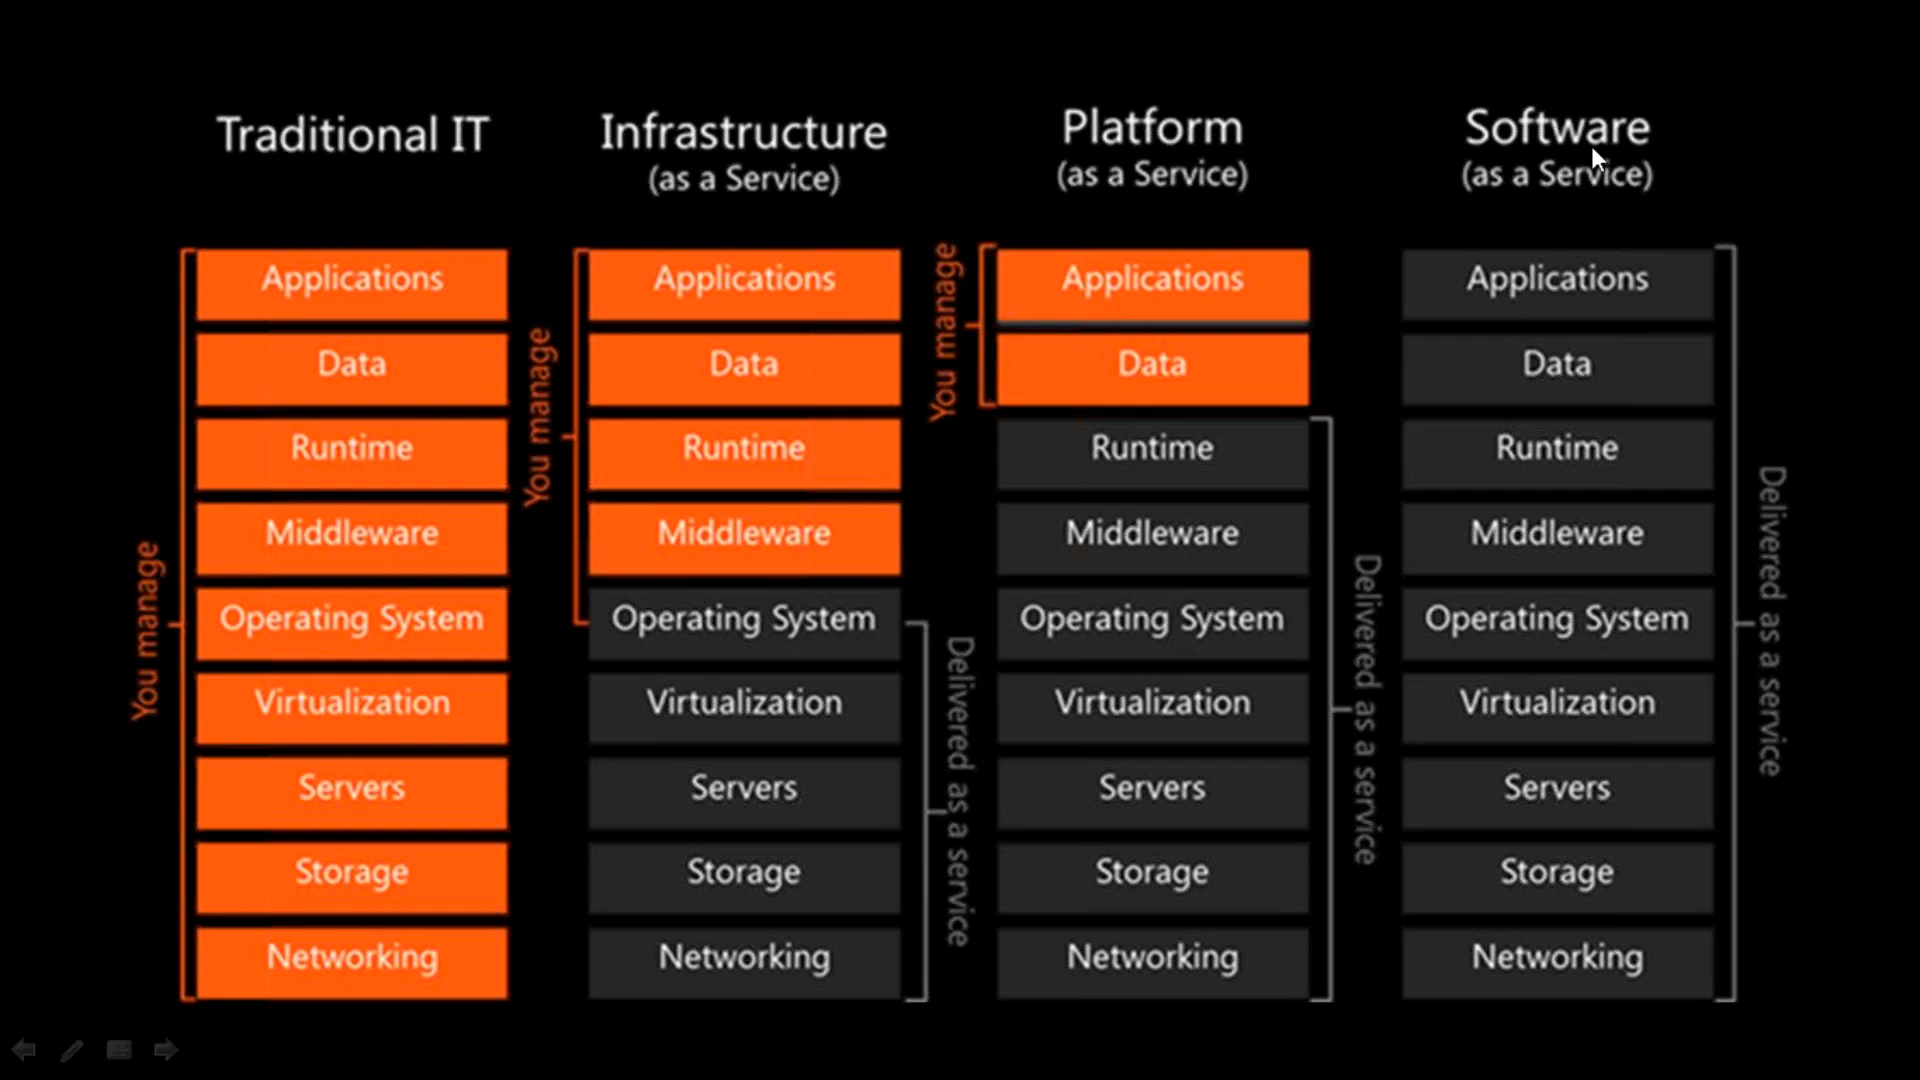 Traditional IT
Infrastructure
(as a Service)
Platform
(as a Service)
Software
(as a Service)
You manage
Applications
Data
Runtime
Middleware
Operating System
Virtualization
Servers
Storage
Networking
You manage
Applications
Data
Runtime
Middleware
Operating System
Virtualization
Servers
Storage
Networking
Delivered as a service
You manage
Applications
Data
Runtime
Middleware
Operating System
Virtualization
Servers
Storage
Networking
Delivered as a service
Applications
Data
Runtime
Middleware
Operating System
Virtualization
Servers
Storage
Networking
Delivered as a service